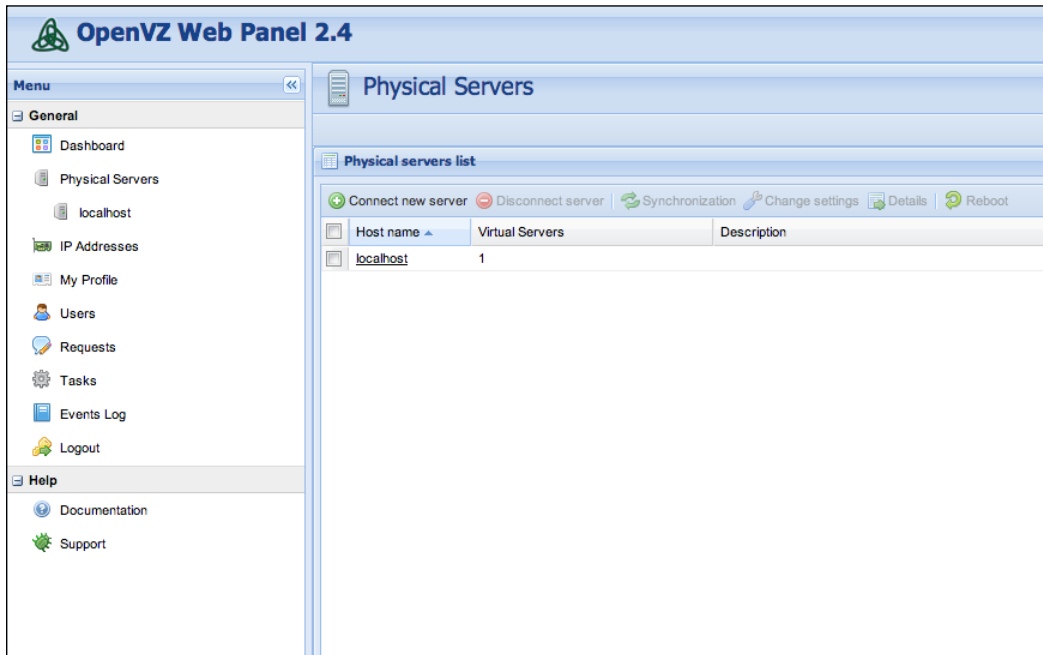 OpenVZ Web Panel 2.4
Menu
General
Dashboard
Physical Servers
localhost
IP Addresses
My Profile
Users
Requests
Tasks
Events Log
Logout
Help
Documentation
Support
Physical Servers
Physical servers list
Connect new server Disconnect server Synchronization Change settings Details Reboot
Host name Virtual Servers Description
localhost 1